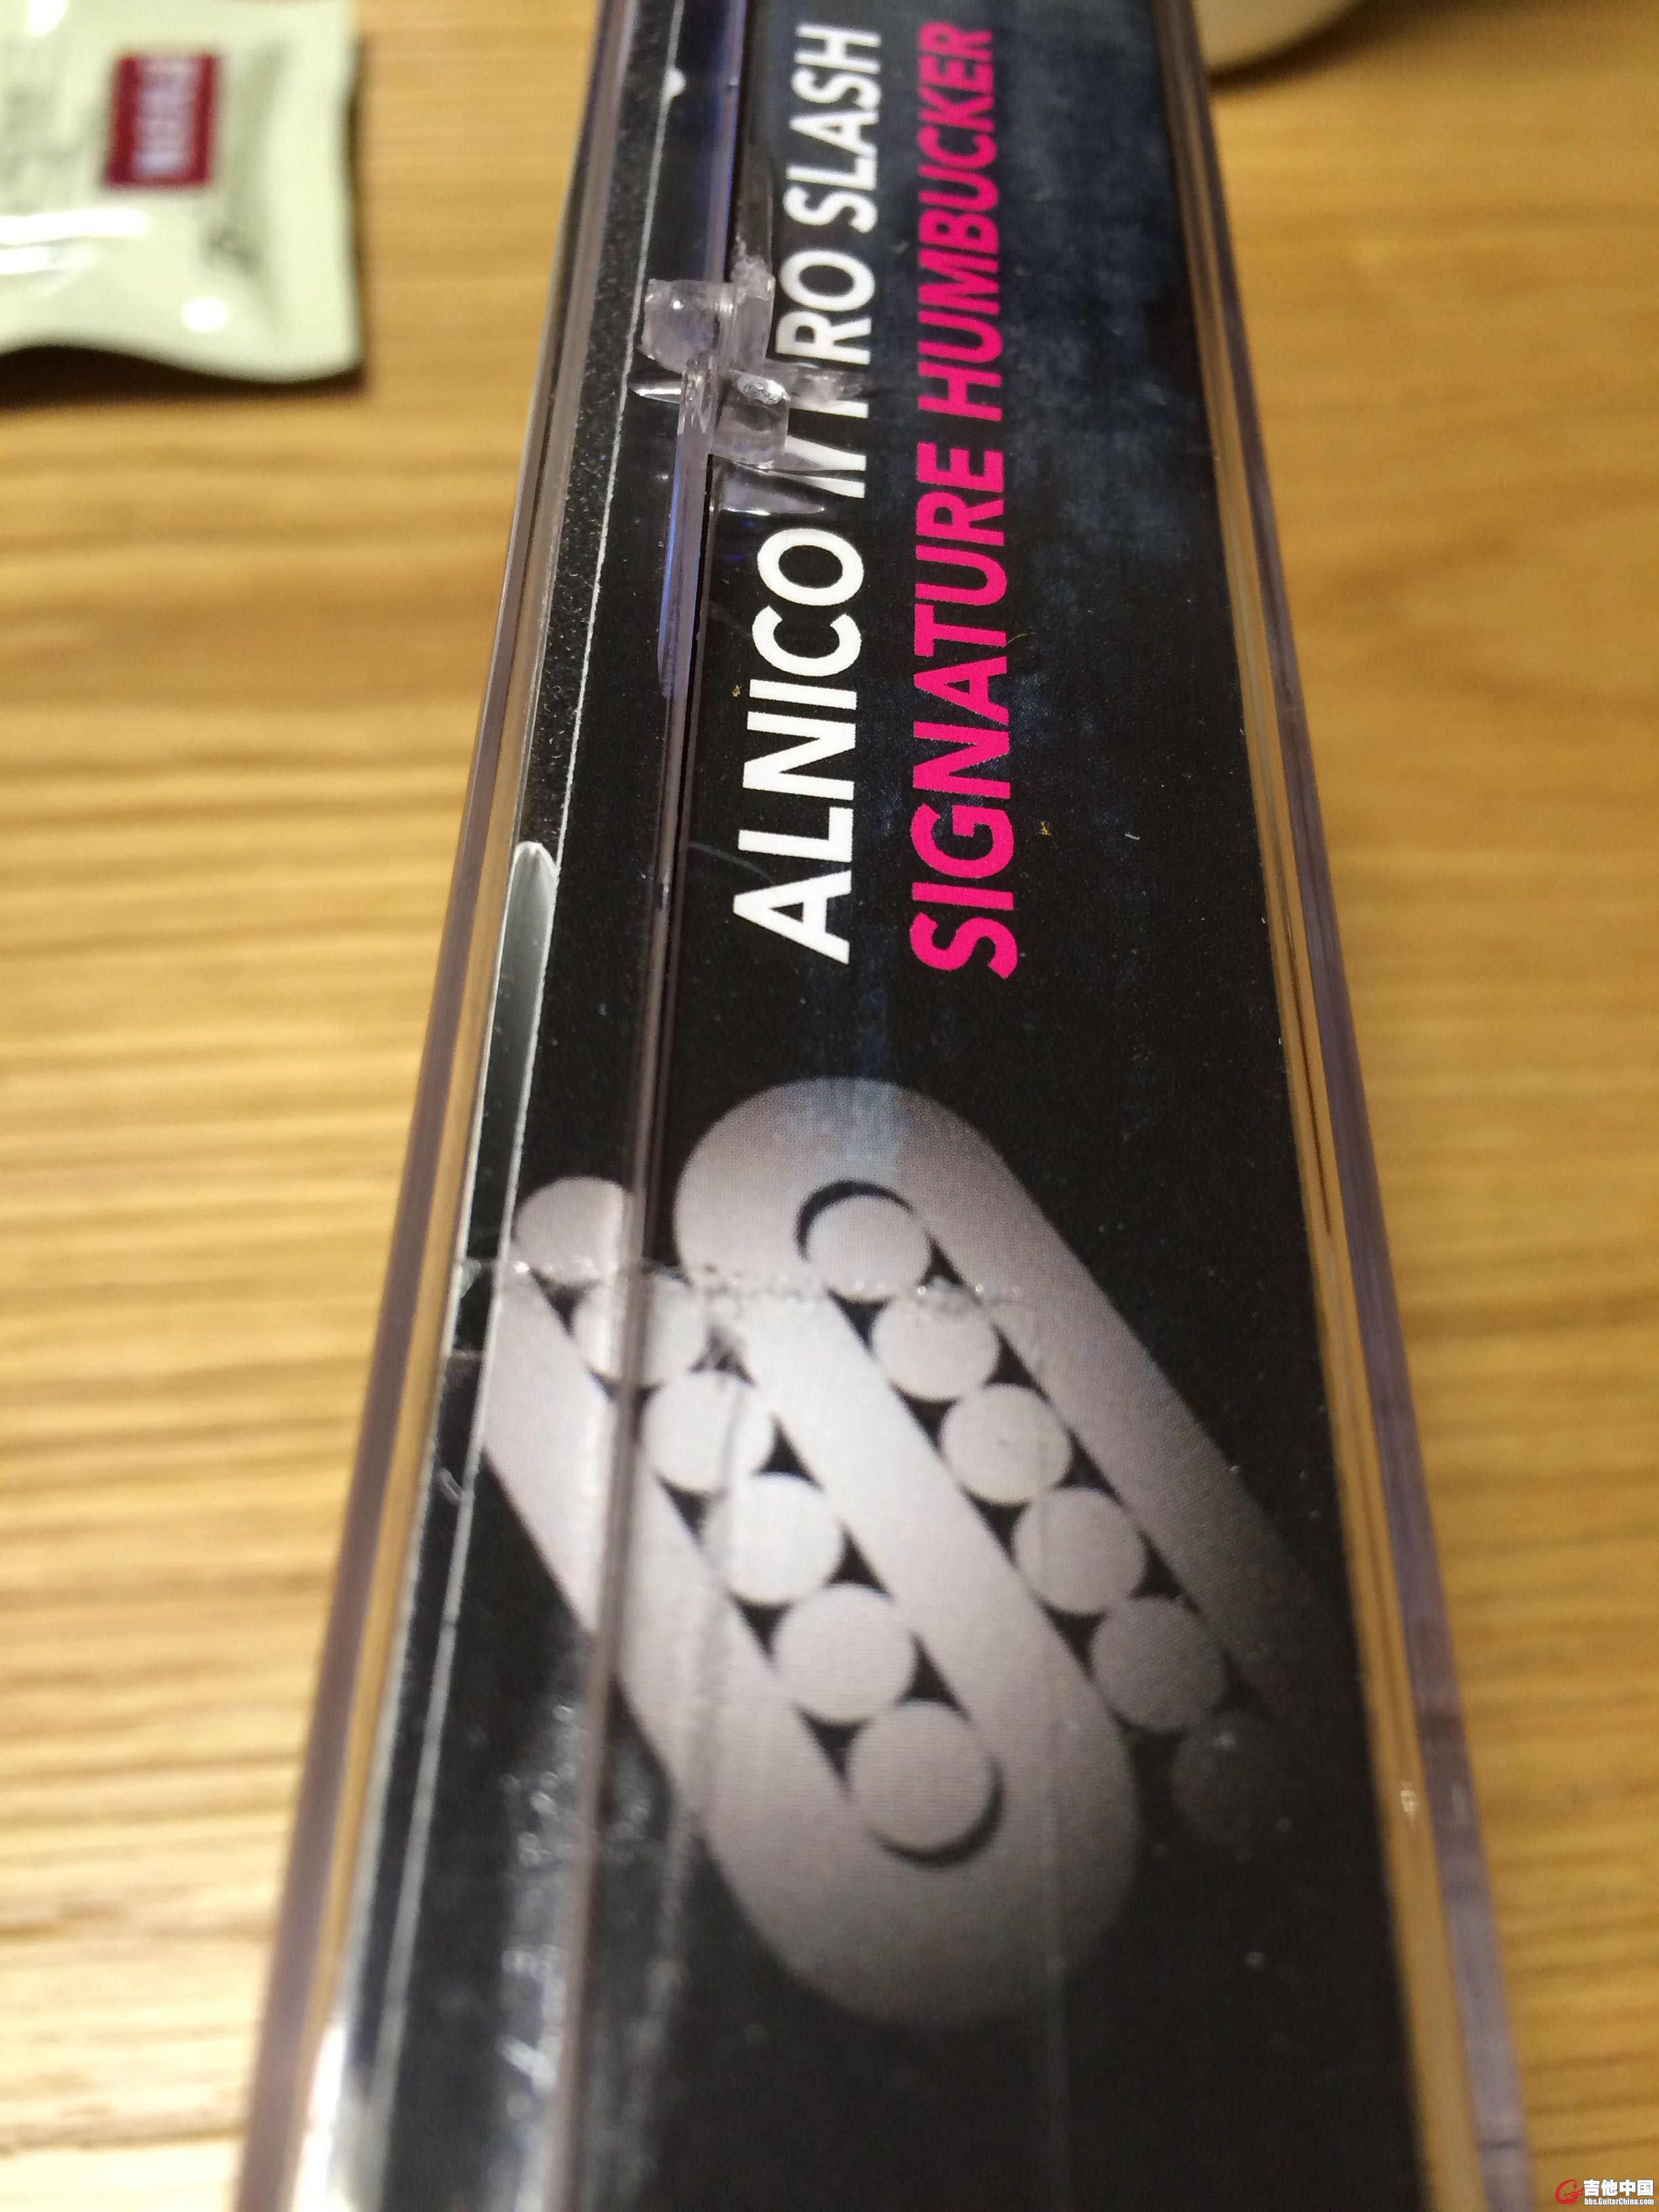 ALNICO II PRO SLASH
SIGNATURE HUMBUCKER
吉他中国
bbs.GuitarChina.com